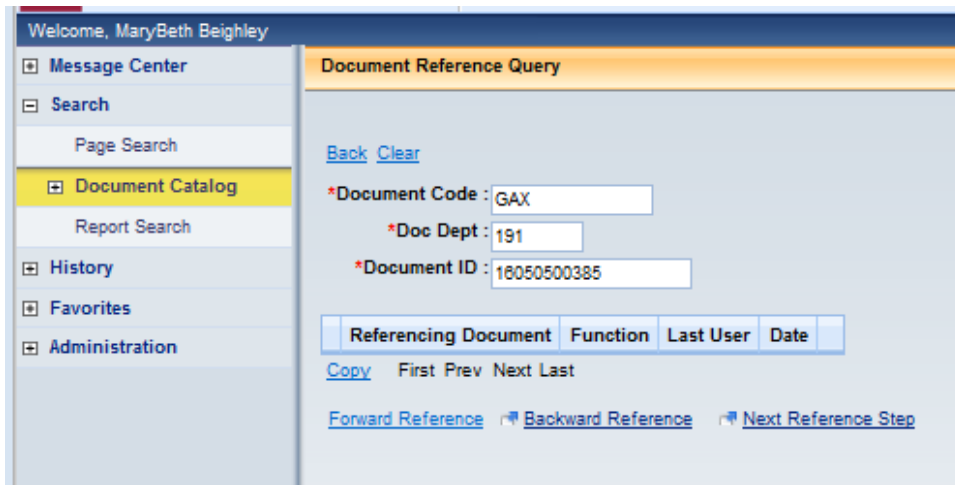 Welcome, MaryBeth Beighley
Message Center
Search
Page Search
Document Catalog
Report Search
History
Favorites
Administration
Document Reference Query
Back Clear
*Document Code : GAX
*Doc Dept : 191
*Document ID : 16050500385
Referencing Document Function Last User Date
Copy First Prev Next Last
Forward Reference Backward Reference Next Reference Step